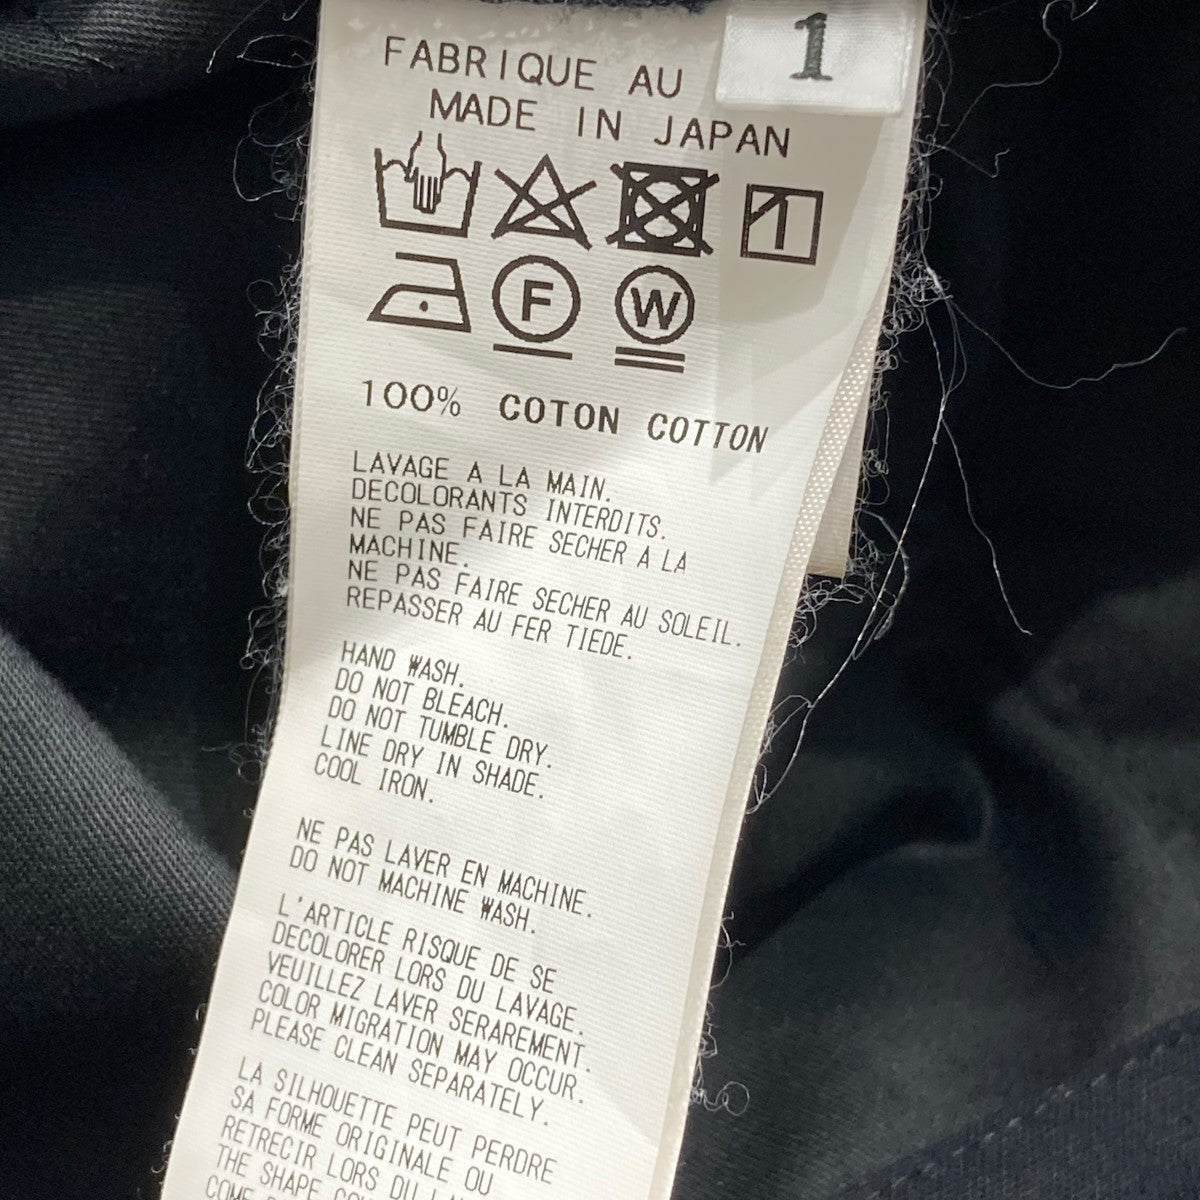 1
FABRIQUE AU
MADE IN JAPAN
F
W
100% COTON COTTON
LAVAGE A LA MAIN.
DECOLORANTS INTERDITS.
NE PAS FAIRE SECHER A LA
MACHINE.
NE PAS FAIRE SECHER AU SOLEIL.
REPASSER AU FER TIEDE.
HAND WASH.
DO NOT BLEACH.
DO NOT TUMBLE DRY.
LINE DRY IN SHADE.
COOL IRON.
NE PAS LAVER EN MACHINE.
DO NOT MACHINE WASH.
L'ARTICLE RISQUE DE SE
DECOLORER LORS DU LAVAGE.
VEUILLEZ LAVER SERAREMENT.
COLOR MIGRATION MAY OCCUR.
PLEASE CLEAN SEPARATELY.
LA SILHOUETTE PEUT PERDRE
SA FORME ORIGINALE OU
RETRECIR LORS DU
THE SHAPE
COME